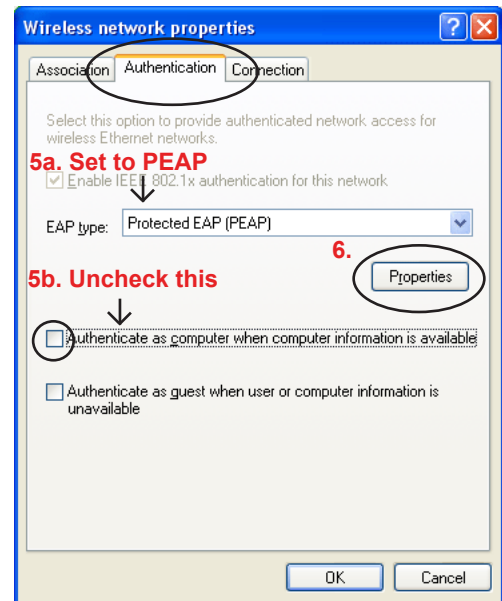 Wireless network properties
Association Authentication Connection
Select this option to provide authenticated network access for
wireless Ethernet networks.
5a. Set to PEAP
Enable IEEE 802.1x authentication for this network
EAP type: Protected EAP (PEAP)
6.
Properties
5b. Uncheck this
Authenticate as computer when computer information is available
Authenticate as guest when user or computer information is
unavailable
OK Cancel